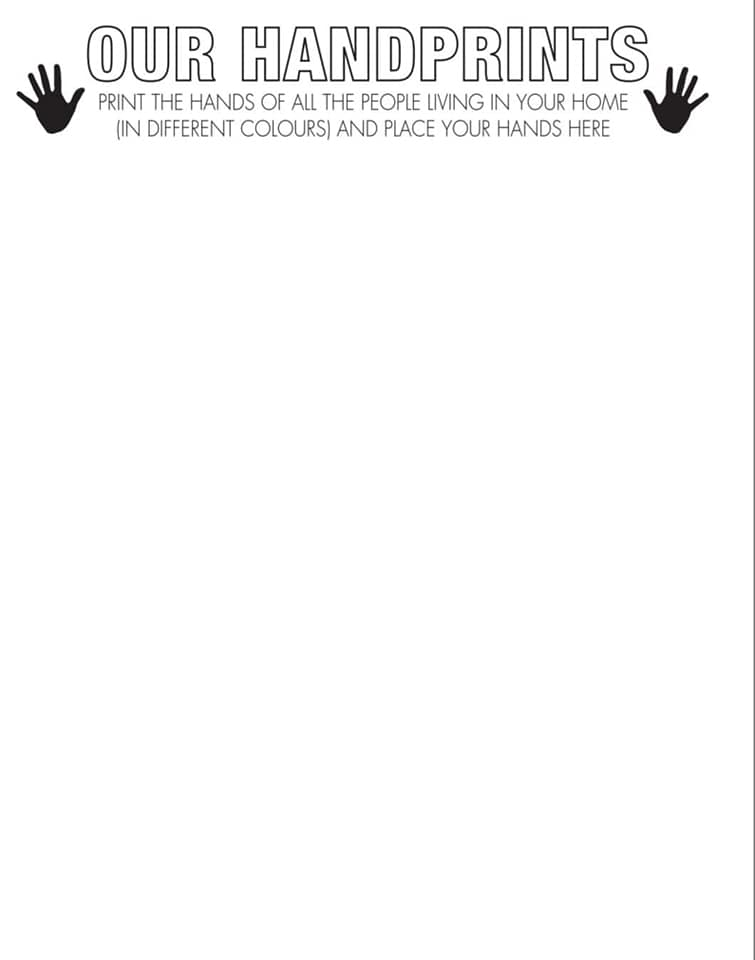 OUR HANDPRINTS
PRINT THE HANDS OF ALL THE PEOPLE LIVING IN YOUR HOME
(IN DIFFERENT COLOURS) AND PLACE YOUR HANDS HERE